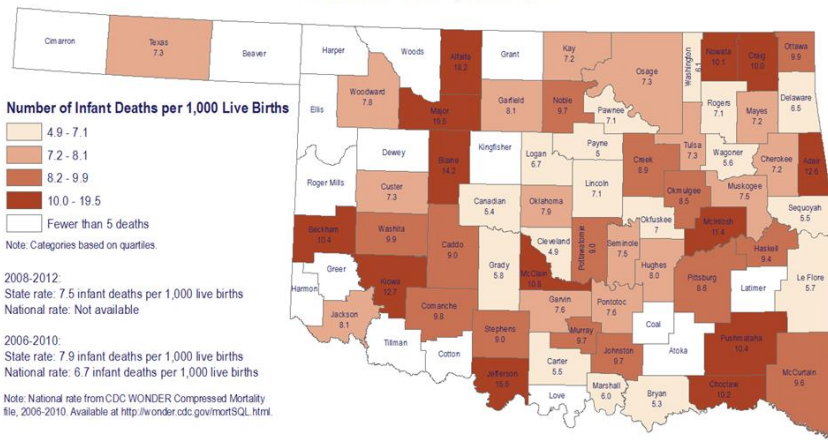 Cimarron
Texas
7.3
Beaver
Harper
Woods
Alfalfa
Grant
Kay
7.2
Osage
7.3
Washington
Nowata
10.1
Craig
10.0
Ottawa
9.9
Ellis
Woodward
7.8
Major
Garfield
8.1
Noble
9.7
Pawnee
7.1
Rogers
7.1
Mayes
7.2
Delaware
6.5
Number of Infant Deaths per 1,000 Live Births
4.9 - 7.1
7.2 - 8.1
8.2 - 9.9
10.0 - 19.5
Fewer than 5 deaths
Note: Categories based on quartiles.
Roger Mills
Dewey
Blaine
14.2
Kingfisher
Logan
6.7
Payne
5
Creek
8.9
Tulsa
7.3
Wagoner
5.6
Cherokee
7.2
Adair
12.6
Custer
7.3
Canadian
5.4
Oklahoma
7.9
Lincoln
7.1
Okmulgee
8.5
Muskogee
7.5
Sequoyah
5.5
Beckham
10.4
Washita
9.9
Caddo
9.0
Grady
5.8
Cleveland
4.9
McClain
Pottawatomie
9.0
Seminole
7.5
Okfuskee
7
McIntosh
11.4
Haskell
9.4
Hughes
8.0
Pittsburg
8.6
Latimer
Le Flore
5.7
Greer
Harmon
Kiowa
12.7
Jackson
8.1
Comanche
9.8
Tillman
Cotton
Stephens
9.0
Jefferson
Garvin
7.6
Murray
9.7
Carter
5.5
Love
Pontotoc
7.6
Johnston
9.7
Marshall
6.0
Coal
Atoka
Bryan
5.3
Pushmataha
10.4
Choctaw
10.2
McCurtain
9.6
2008-2012:
State rate: 7.5 infant deaths per 1,000 live births
National rate: Not available
2006-2010:
State rate: 7.9 infant deaths per 1,000 live births
National rate: 6.7 infant deaths per 1,000 live births
Note: National rate from CDC WONDER Compressed Mortality
file, 2006-2010. Available at http://wonder.cdc.gov/mortSQL.html.